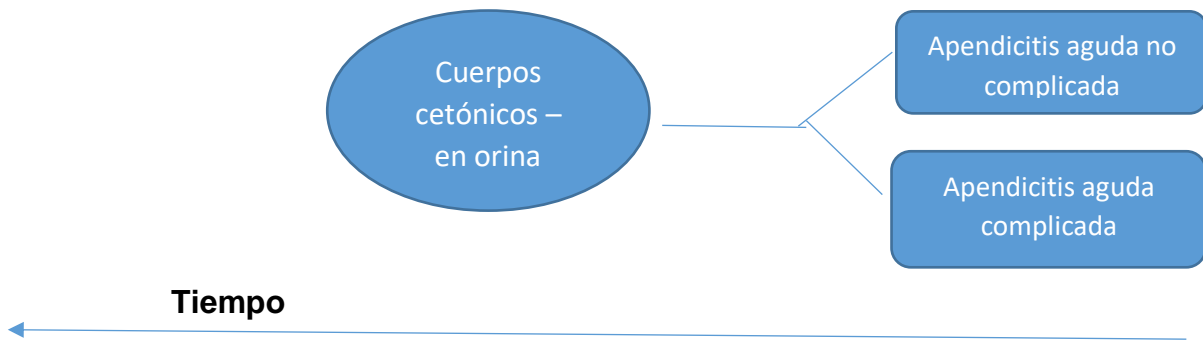 Cuerpos
cetónicos –
en orina
Apendicitis aguda no
complicada
Apendicitis aguda
complicada
Tiempo